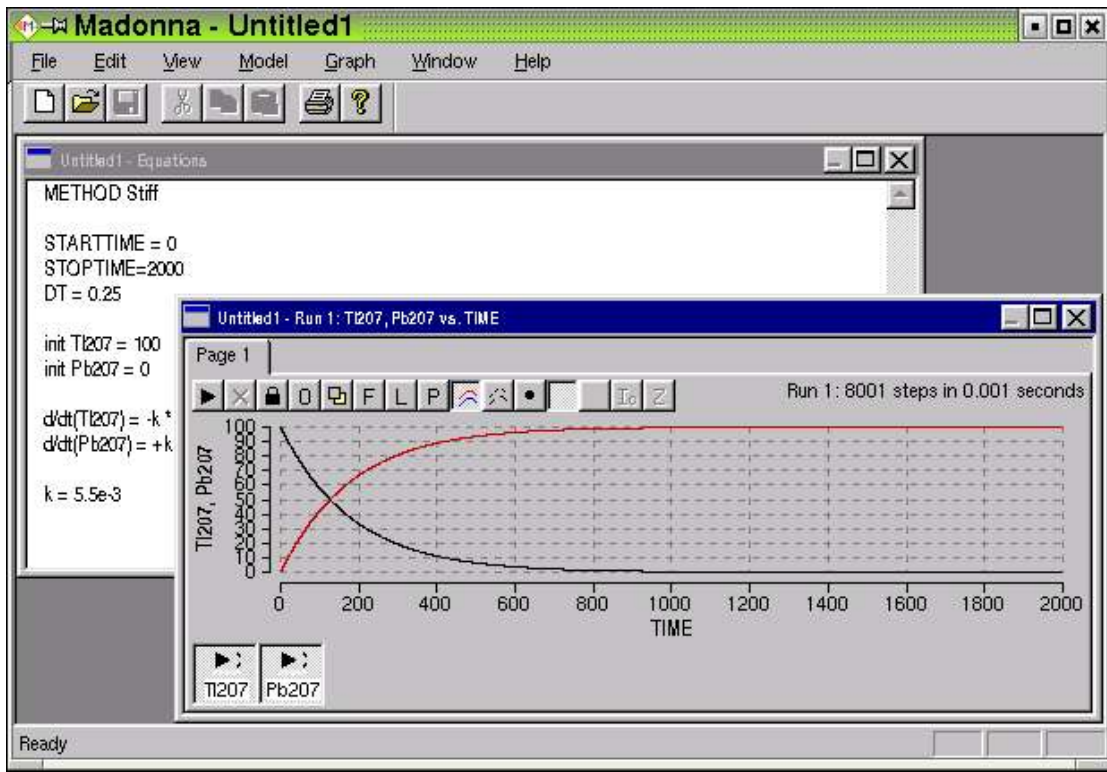 Madonna - Untitled1
File Edit View Model Graph Window Help
Untitled1 - Equations
METHOD Stiff
STARTTIME = 0
STOPTIME=2000
DT = 0.25
init Tl207 = 100
init Pb207 = 0
d/dt(Tl207) = -k *
d/dt(Pb207) = +k
k = 5.5e-3
Untitled1 - Run 1: Tl207, Pb207 vs. TIME
Page 1
O F L P I₀ Z
Run 1: 8001 steps in 0.001 seconds
Tl207, Pb207
100
90
80
70
60
50
40
30
20
10
0
0 200 400 600 800 1000 1200 1400 1600 1800 2000
TIME
Tl207 Pb207
Ready